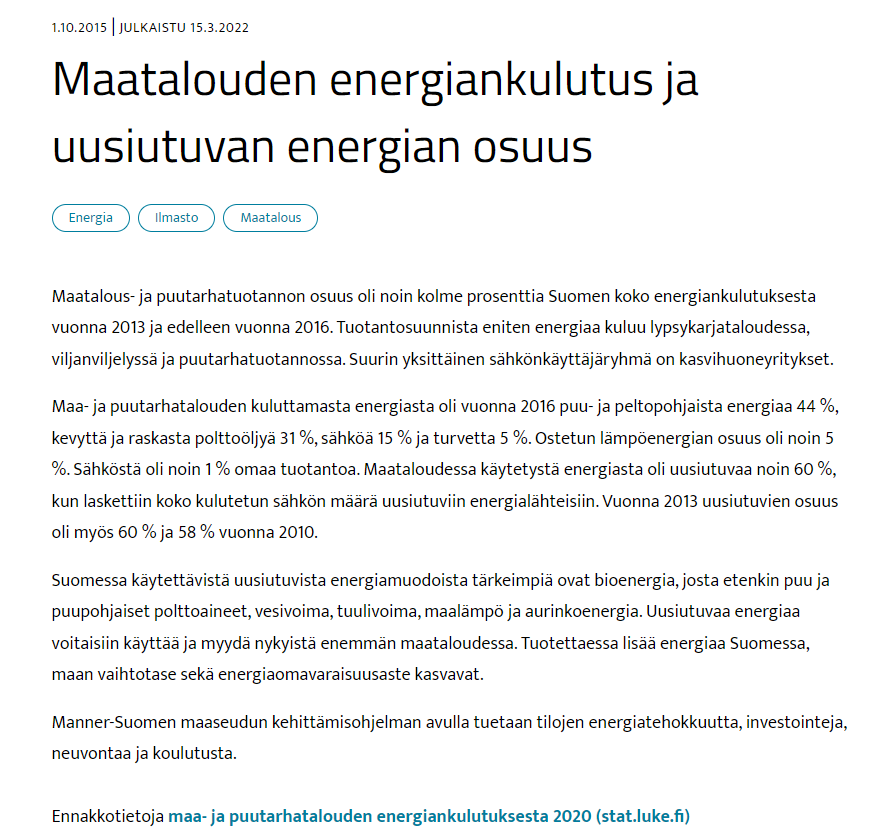 1.10.2015 | JULKAISTU 15.3.2022
Maatalouden energiankulutus ja
uusiutuvan energian osuus
Energia Ilmasto Maatalous
Maatalous- ja puutarhatuotannon osuus oli noin kolme prosenttia Suomen koko energiankulutuksesta
vuonna 2013 ja edelleen vuonna 2016. Tuotantosuunnista eniten energiaa kuluu lypsykarjataloudessa,
viljanviljelyssä ja puutarhatuotannossa. Suurin yksittäinen sähkönkäyttäjäryhmä on kasvihuoneyritykset.
Maa- ja puutarhatalouden kuluttamasta energiasta oli vuonna 2016 puu- ja peltopohjaista energiaa 44 %,
kevyttä ja raskasta polttoöljyä 31 %, sähköä 15 % ja turvetta 5 %. Ostetun lämpöenergian osuus oli noin 5
%. Sähköstä oli noin 1 % omaa tuotantoa. Maataloudessa käytetystä energiasta oli uusiutuvaa noin 60 %,
kun laskettiin koko kulutetun sähkön määrä uusiutuviin energialähteisiin. Vuonna 2013 uusiutuvien osuus
oli myös 60 % ja 58 % vuonna 2010.
Suomessa käytettävistä uusiutuvista energiamuodoista tärkeimpiä ovat bioenergia, josta etenkin puu ja
puupohjaiset polttoaineet, vesivoima, tuulivoima, maalämpö ja aurinkoenergia. Uusiutuvaa energiaa
voitaisiin käyttää ja myydä nykyistä enemmän maataloudessa. Tuotettaessa lisää energiaa Suomessa,
maan vaihtotase sekä energiaomavaraisuusaste kasvavat.
Manner-Suomen maaseudun kehittämisohjelman avulla tuetaan tilojen energiatehokkuutta, investointeja,
neuvontaa ja koulutusta.
Ennakkotietoja maa- ja puutarhatalouden energiankulutuksesta 2020 (stat.luke.fi)